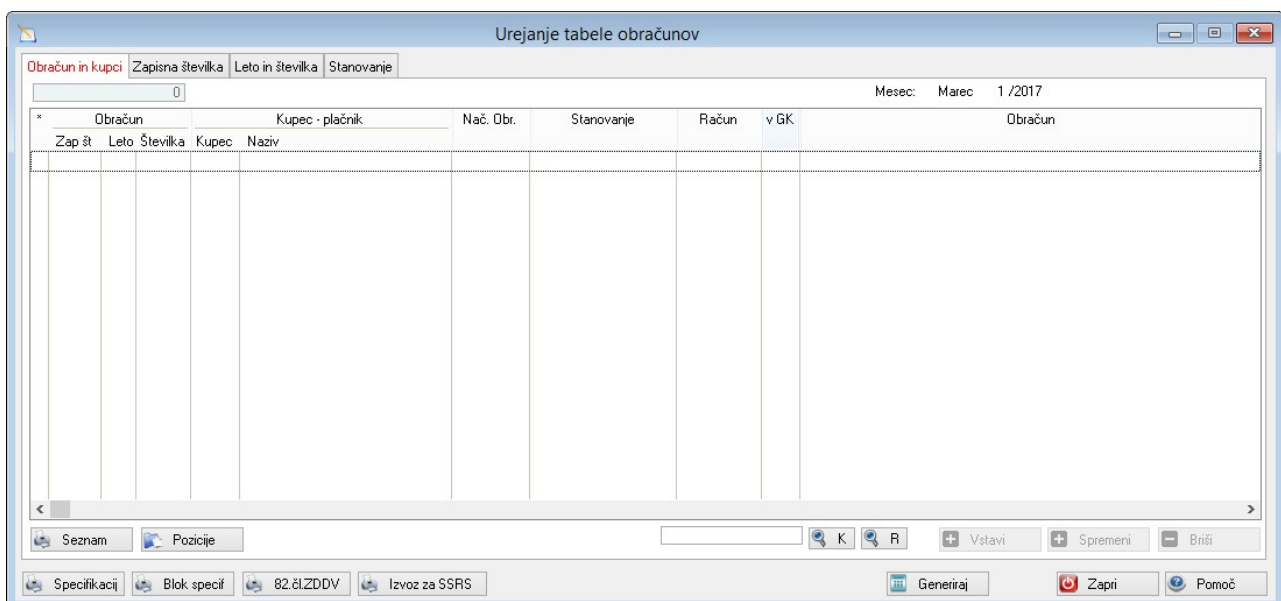 Urejanje tabele obračunov
Obračun in kupci Zapisna številka Leto in številka Stanovanje
0 Mesec: Marec 1 /2017
* Obračun Kupec - plačnik Nač. Obr. Stanovanje Račun v GK Obračun
Zap št Leto Številka Kupec Naziv
Seznam Pozicije K R Vstavi Spremeni Briši
Specifikacij Blok specif 82.čl.ZDDV Izvoz za SSRS Generiraj Zapri Pomoč